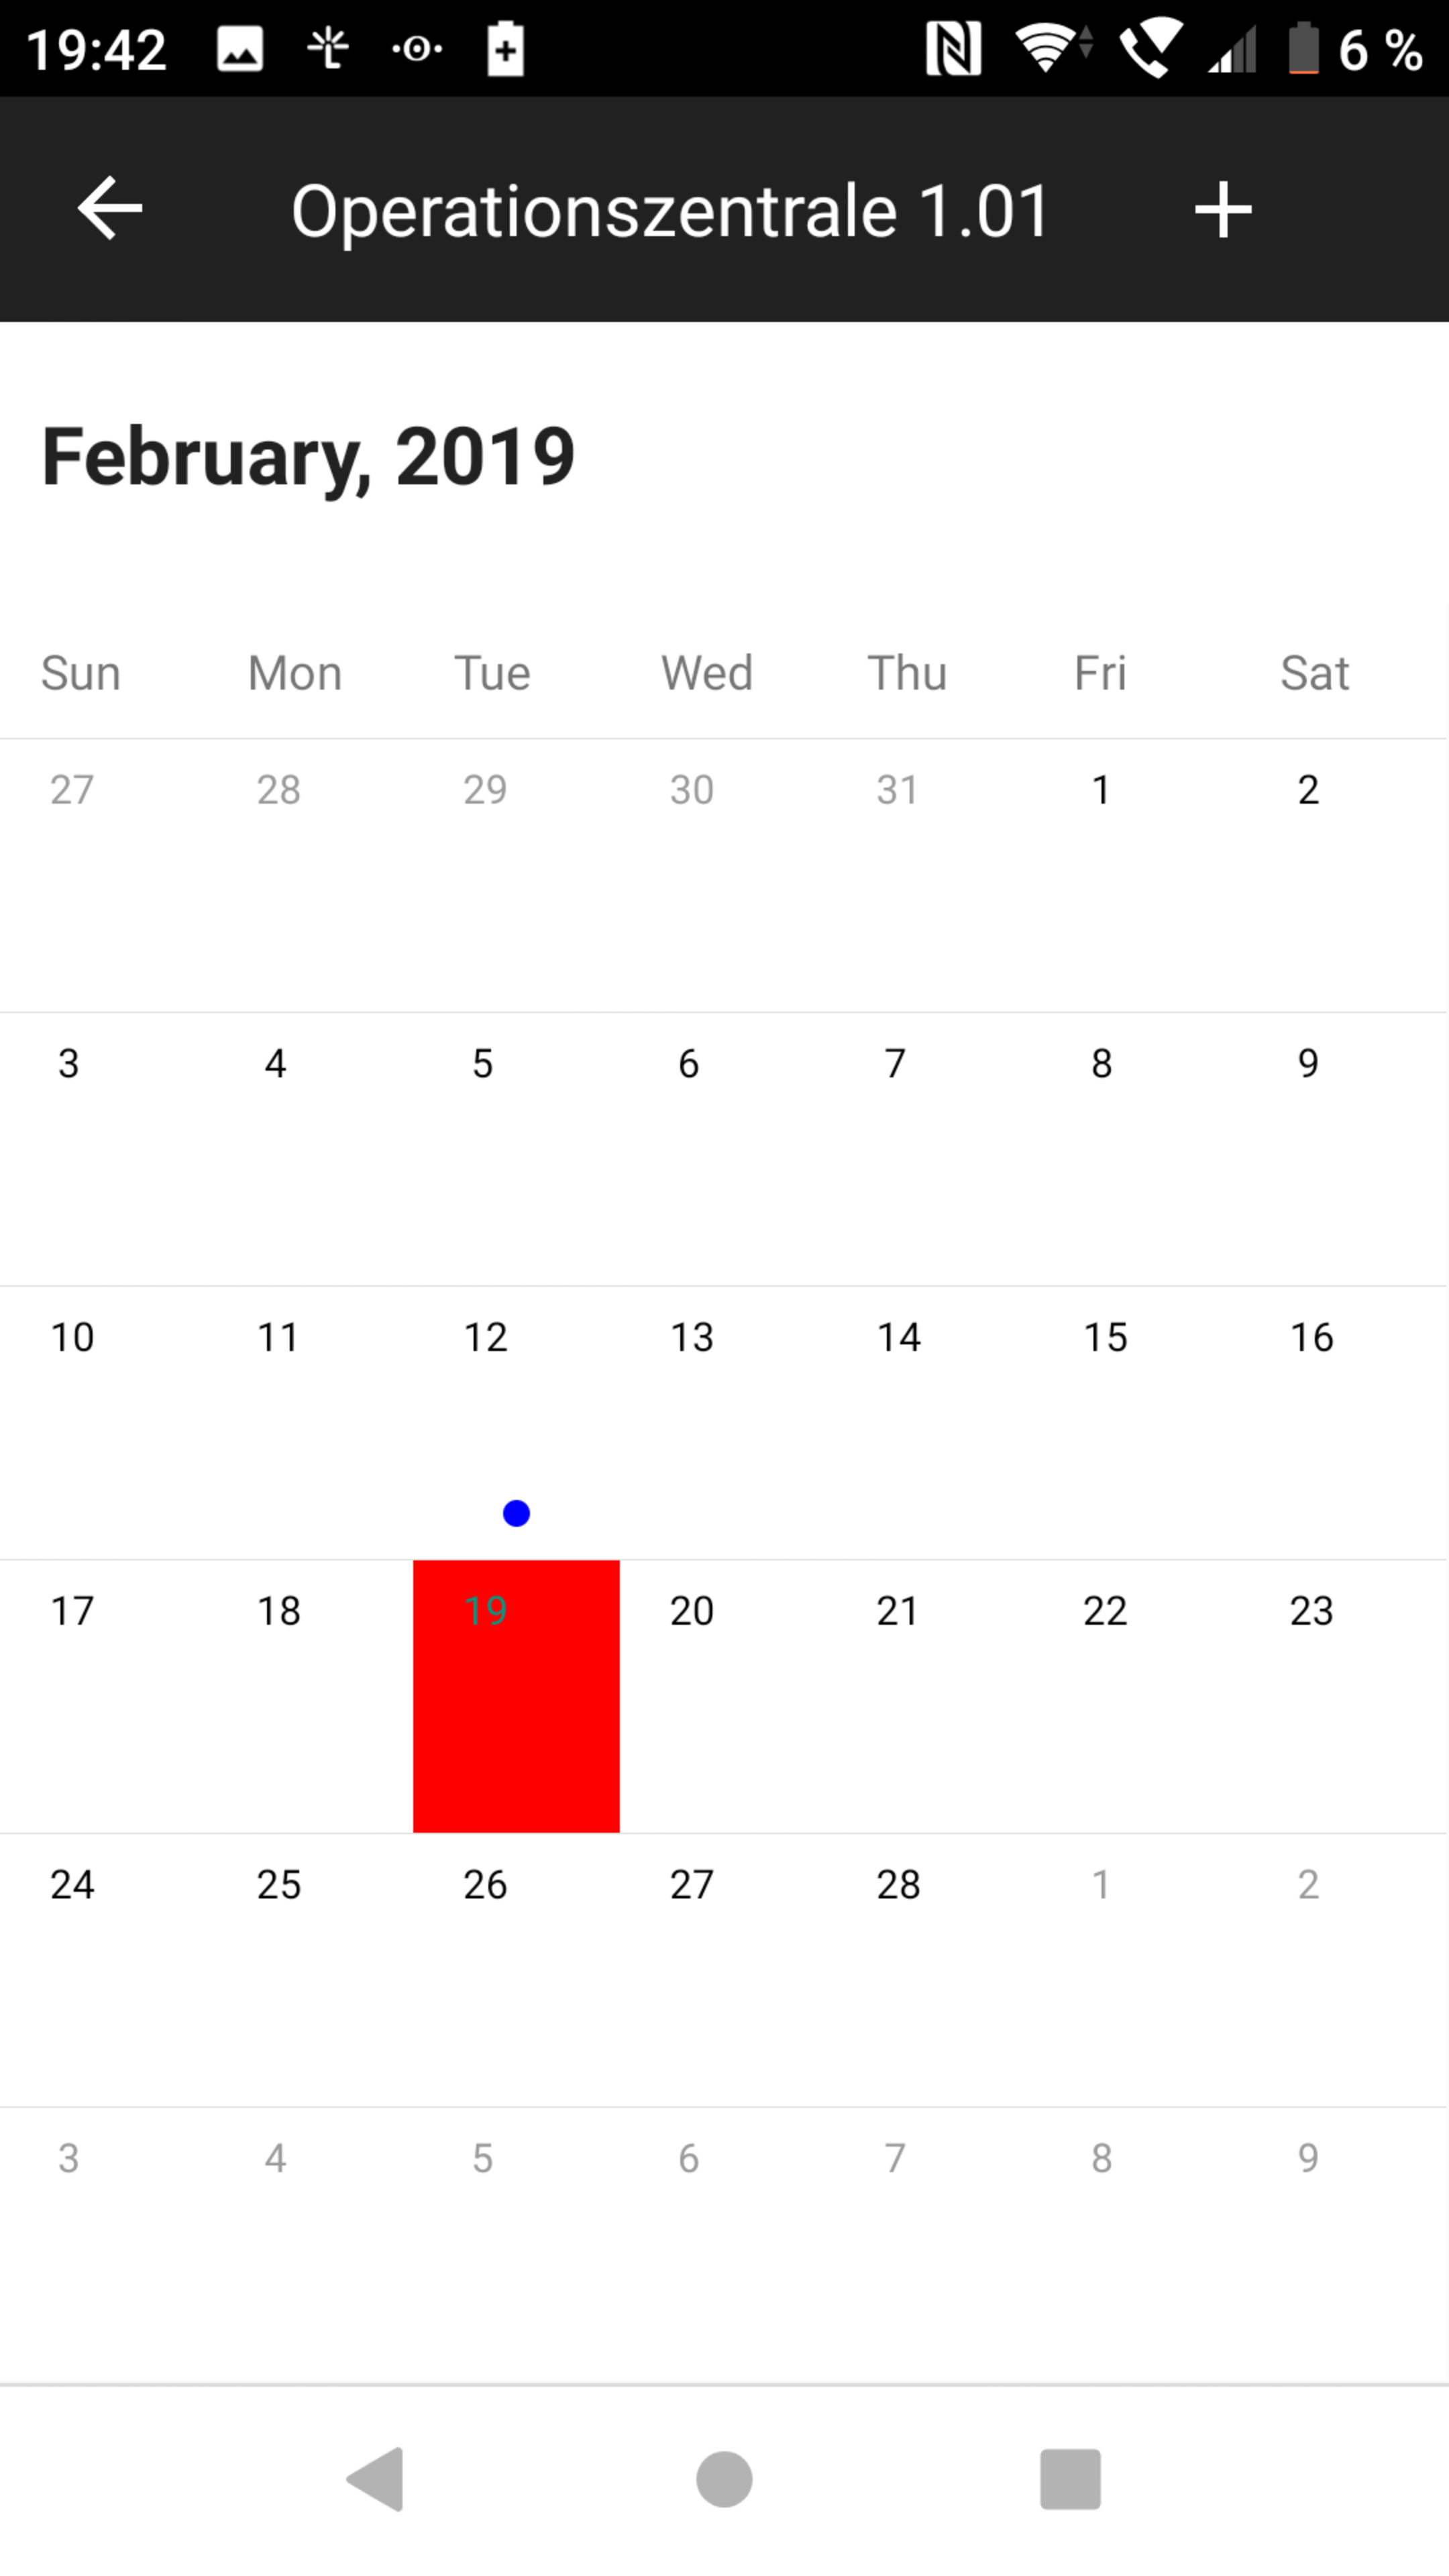 19:42 6 %
Operationszentrale 1.01
February, 2019
Sun Mon Tue Wed Thu Fri Sat
27 28 29 30 31 1 2
3 4 5 6 7 8 9
10 11 12 13 14 15 16
17 18 19 20 21 22 23
24 25 26 27 28 1 2
3 4 5 6 7 8 9